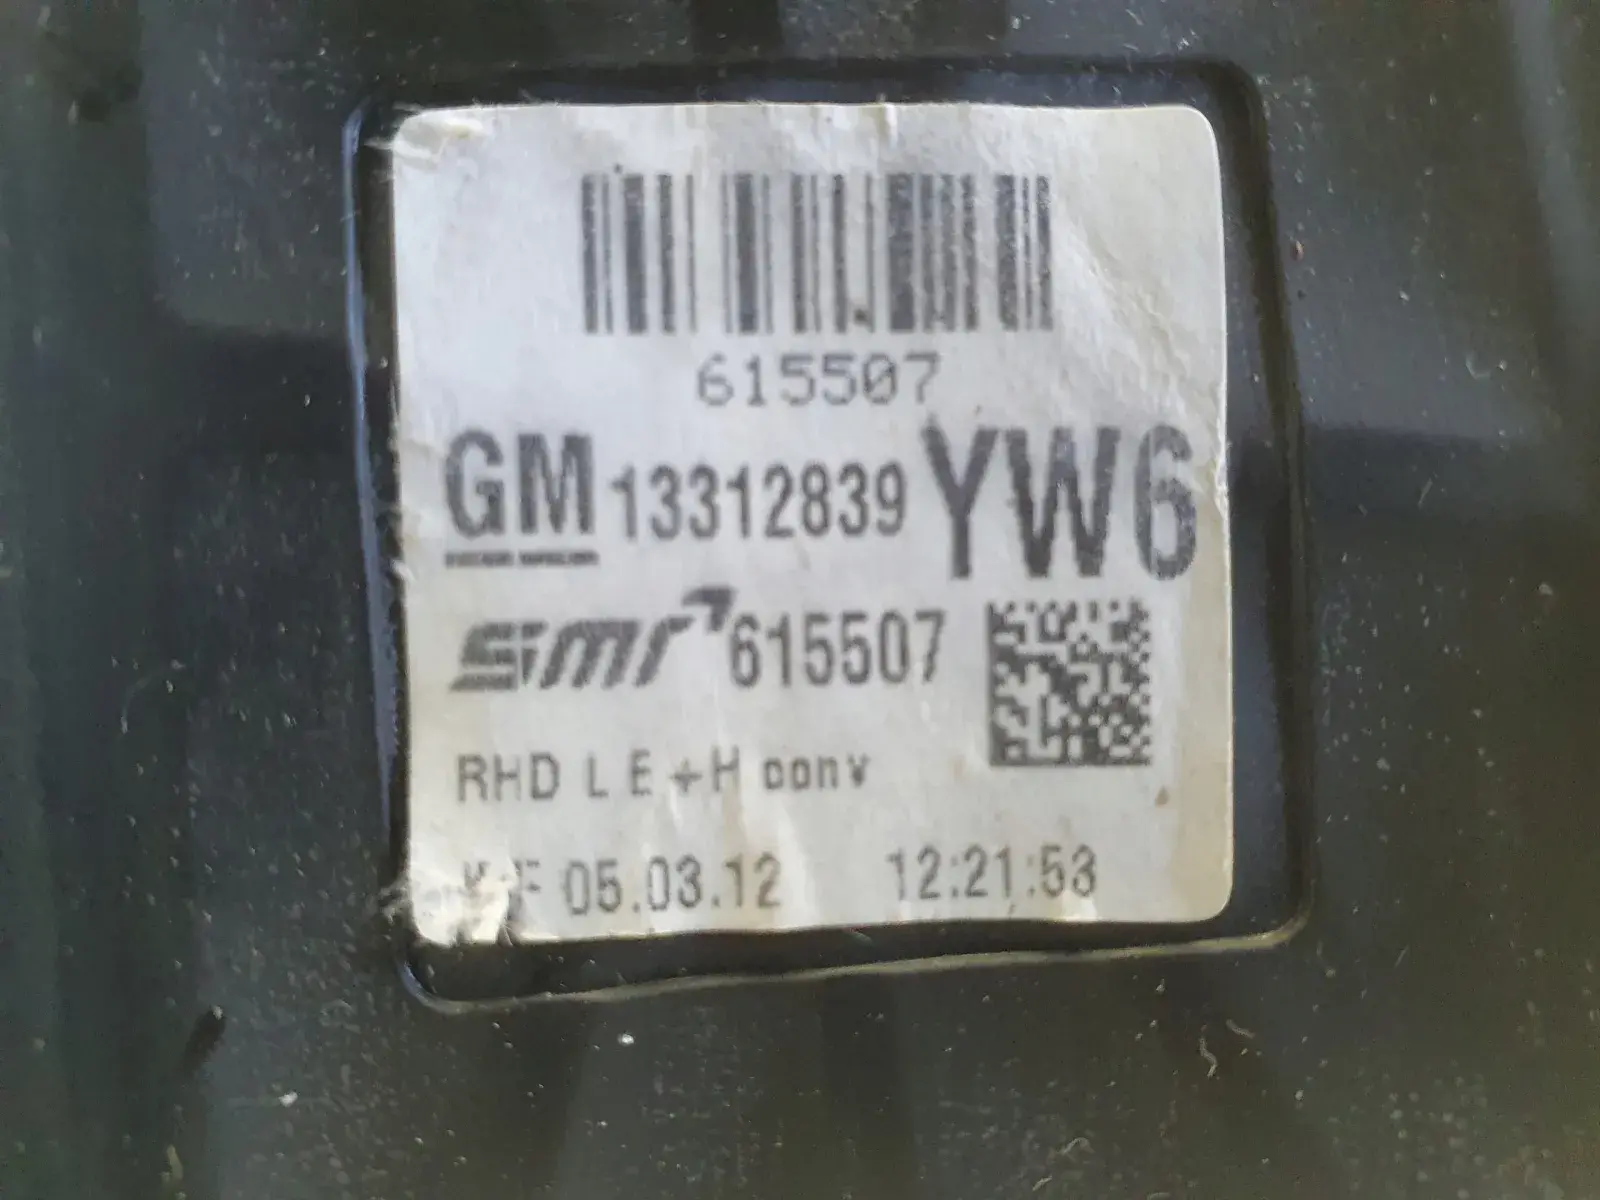 615507
GM 13312839 YW6
smr 615507
RHD L E+H conv
05.03.12 12:21:53